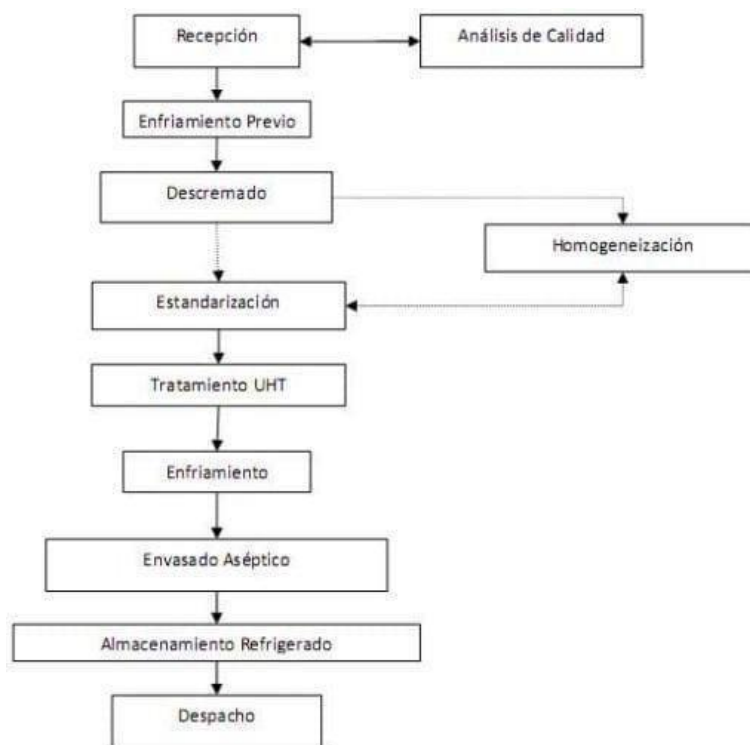 Recepción
Análisis de Calidad
Enfriamiento Previo
Descremado
Homogeneización
Estandarización
Tratamiento UHT
Enfriamiento
Envasado Aséptico
Almacenamiento Refrigerado
Despacho